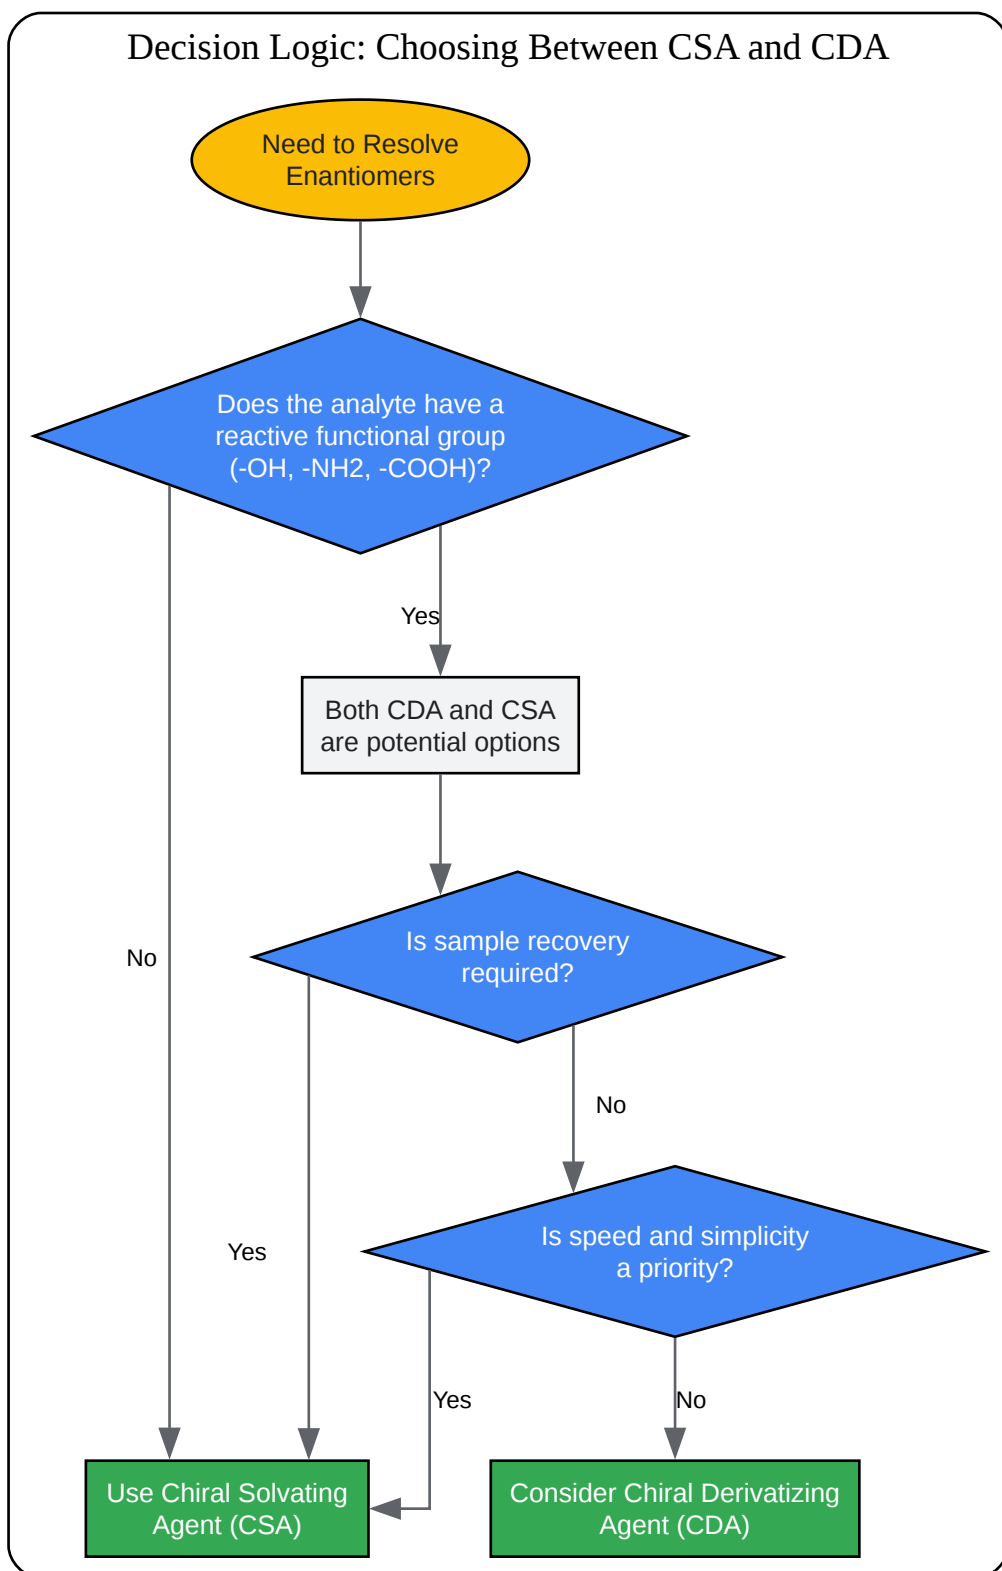 Decision Logic: Choosing Between CSA and CDA
Need to Resolve
Enantiomers
Does the analyte have a
reactive functional group
(-OH, -NH2, -COOH)?
Yes
Both CDA and CSA
are potential options
No
Is sample recovery
required?
No
Yes
Is speed and simplicity
a priority?
Yes
No
Use Chiral Solvating
Agent (CSA)
Consider Chiral Derivatizing
Agent (CDA)